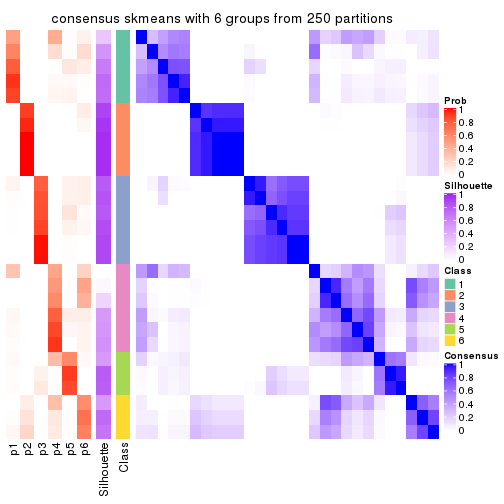 consensus skmeans with 6 groups from 250 partitions
Prob
1
0.8
0.6
0.4
0.2
0
Silhouette
1
0.8
0.6
0.4
0.2
0
Class
1
2
3
4
5
6
Consensus
1
0.8
0.6
0.4
0.2
0
p1
p2
p3
p4
p5
p6
Silhouette
Class